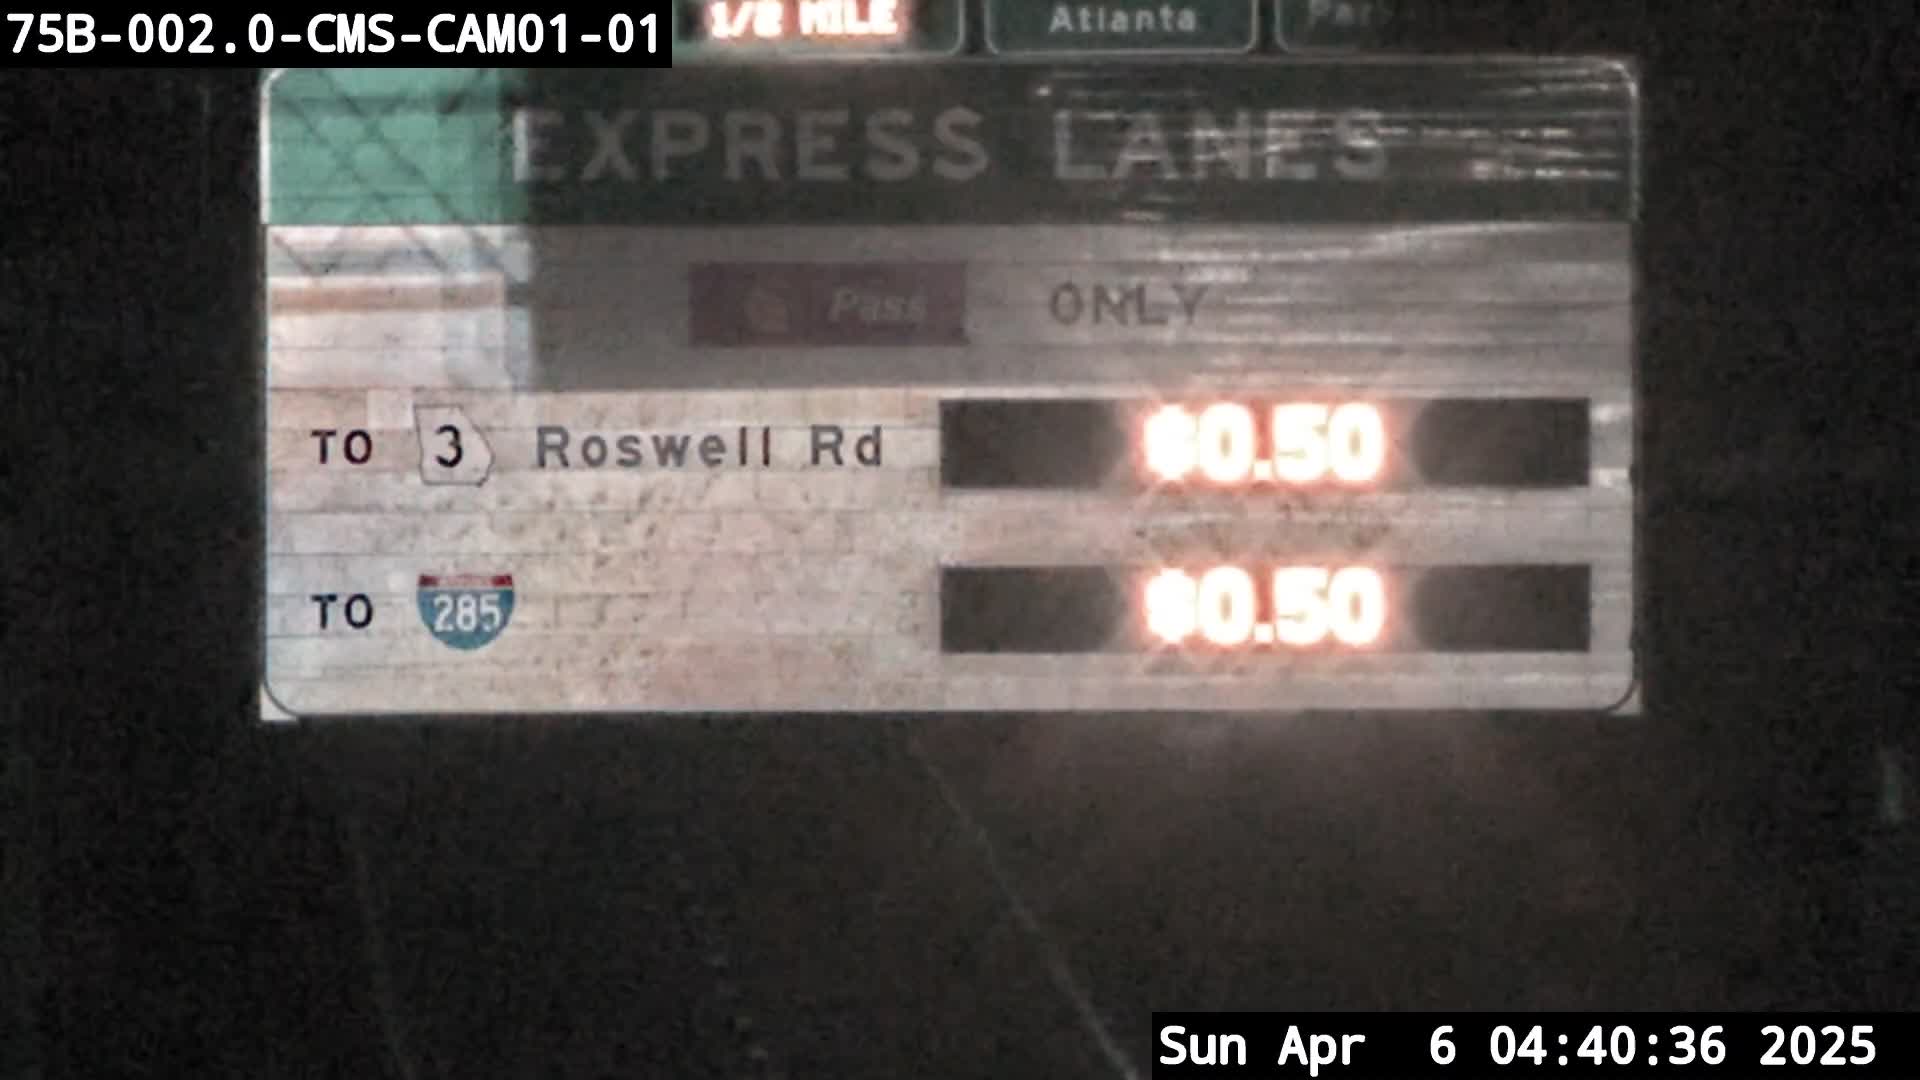 75B-002.0-CMS-CAM01-01
1/2 MILE
Atlanta
EXPRESS LANES
Pass ONLY
TO 3 Roswell Rd $0.50
TO 285 $0.50
Sun Apr 6 04:40:36 2025